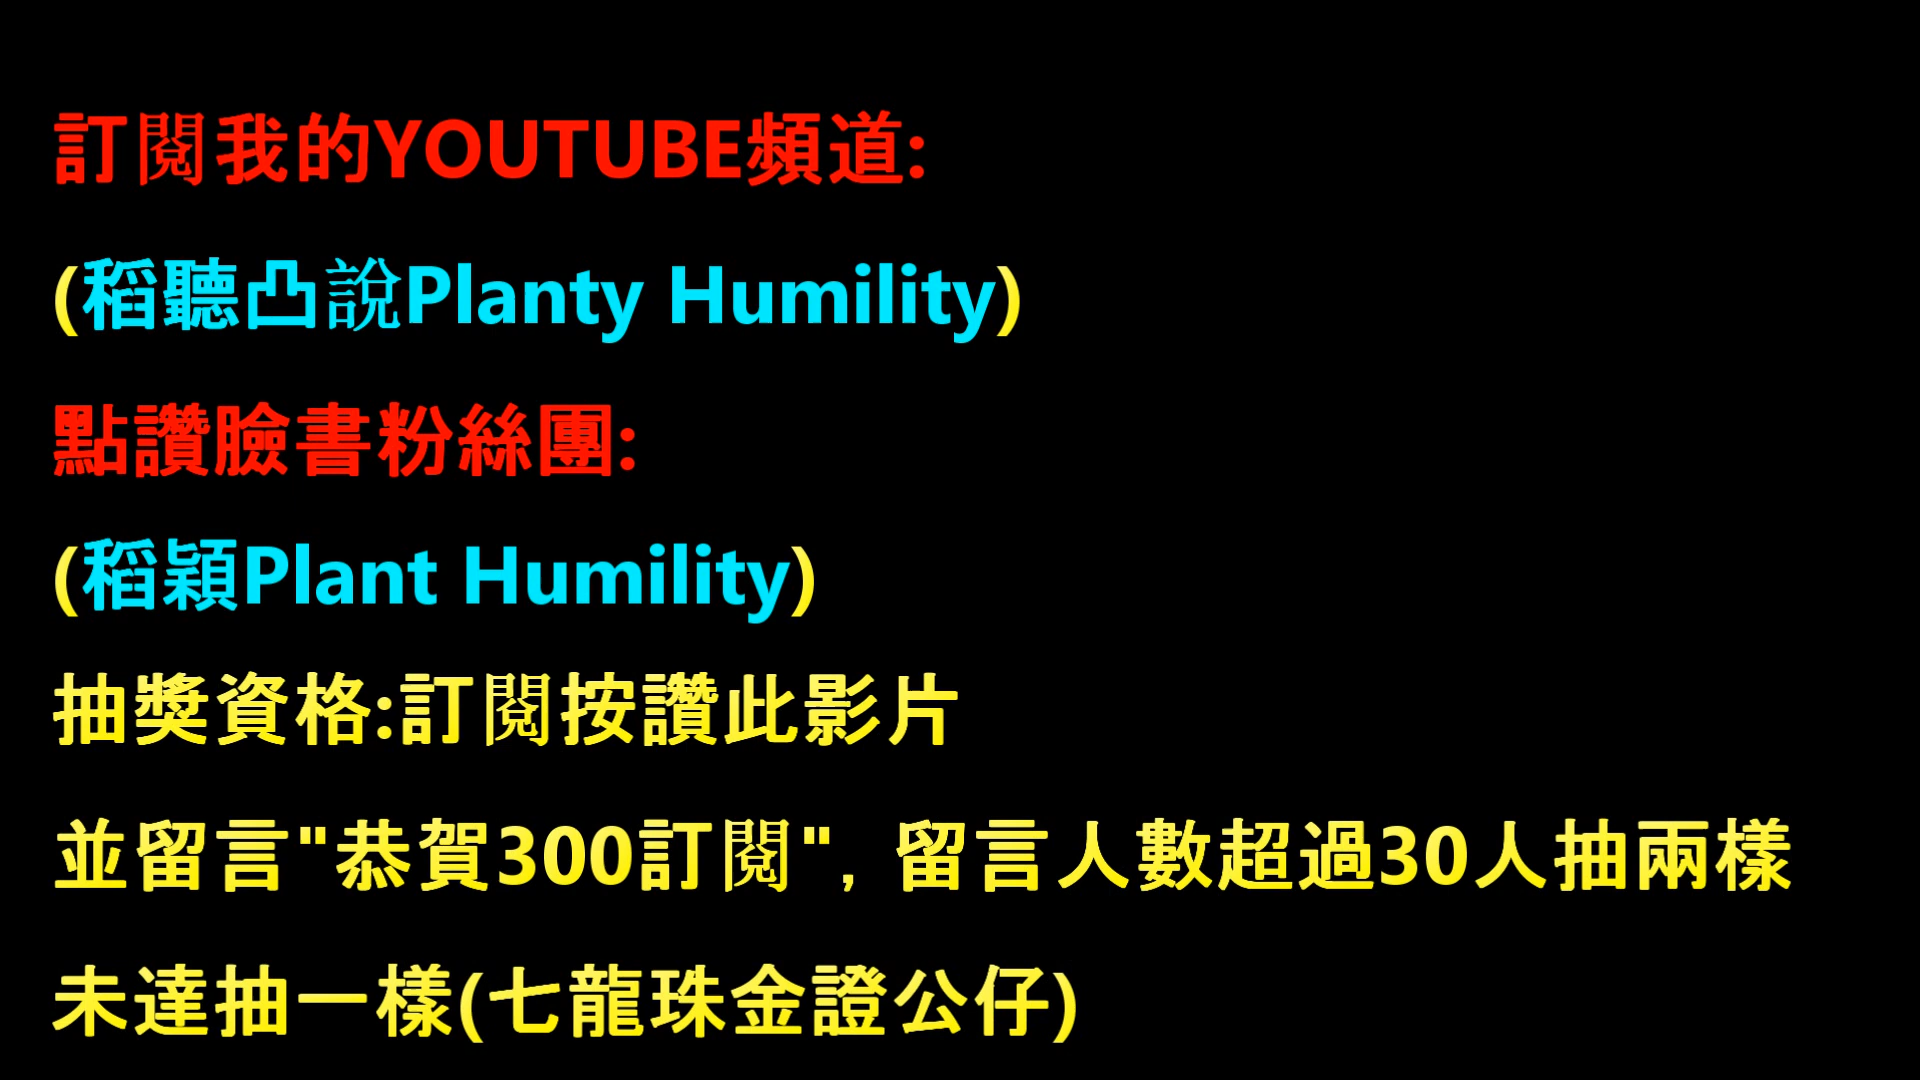 訂閱我的YOUTUBE頻道:
(稻聽凸說Planty Humility)
點讚臉書粉絲團:
(稻穎Plant Humility)
抽獎資格:訂閱按讚此影片
並留言"恭賀300訂閱"，留言人數超過30人抽兩樣
未達抽一樣(七龍珠金證公仔)